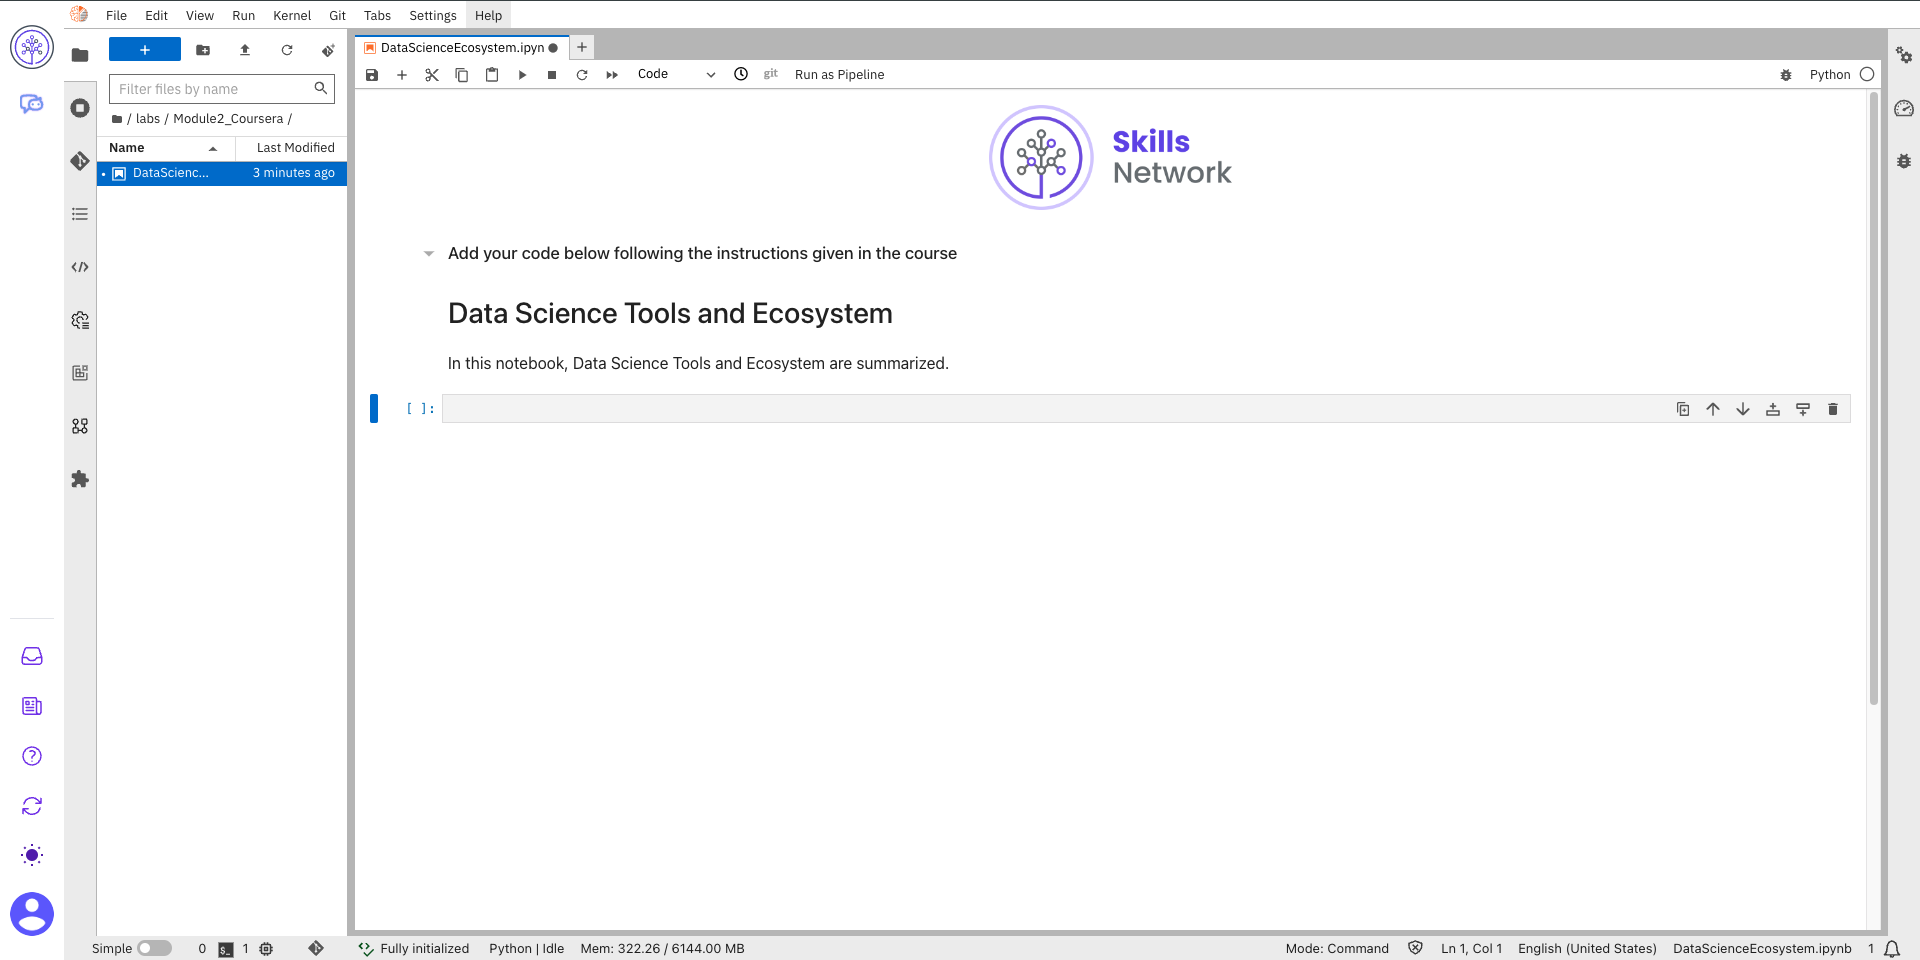 File Edit View Run Kernel Git Tabs Settings Help
+
Filter files by name
/ labs / Module2_Coursera /
Name Last Modified
DataScienc... 3 minutes ago
DataScienceEcosystem.ipyn
Code git Run as Pipeline Python
Skills
Network
Add your code below following the instructions given in the course
Data Science Tools and Ecosystem
In this notebook, Data Science Tools and Ecosystem are summarized.
[ ]:
Simple 0 $_ 1 Fully initialized Python | Idle Mem: 322.26 / 6144.00 MB Mode: Command Ln 1, Col 1 English (United States) DataScienceEcosystem.ipynb 1